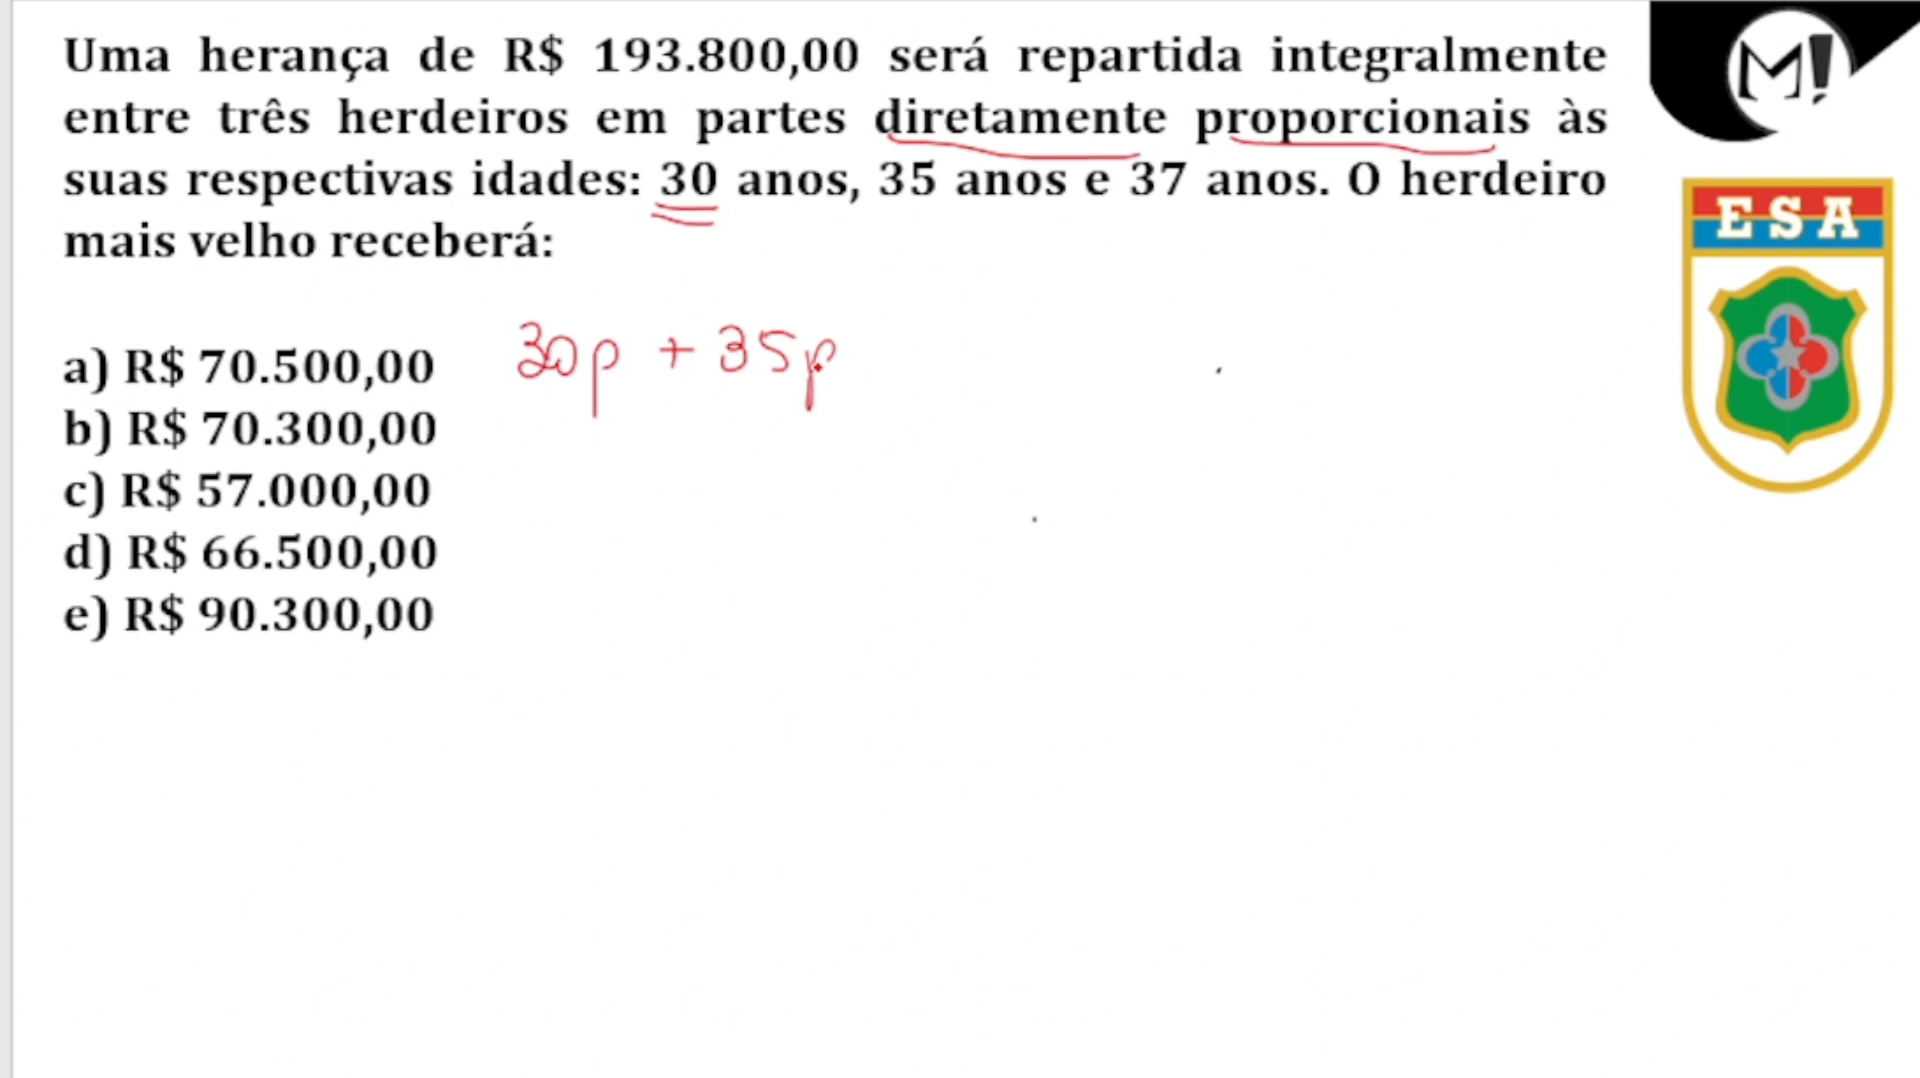 Uma herança de R$ 193.800,00 será repartida integralmente
entre três herdeiros em partes diretamente proporcionais às
suas respectivas idades: 30 anos, 35 anos e 37 anos. O herdeiro
mais velho receberá:
a) R$ 70.500,00
b) R$ 70.300,00
c) R$ 57.000,00
d) R$ 66.500,00
e) R$ 90.300,00
30p + 35p
M!
ESA